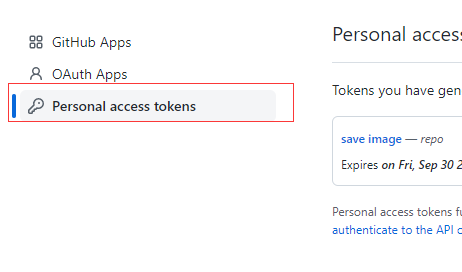 GitHub Apps
OAuth Apps
Personal access tokens
Personal access
Tokens you have gen
save image — repo
Expires on Fri, Sep 30 2
Personal access tokens fu
authenticate to the API o